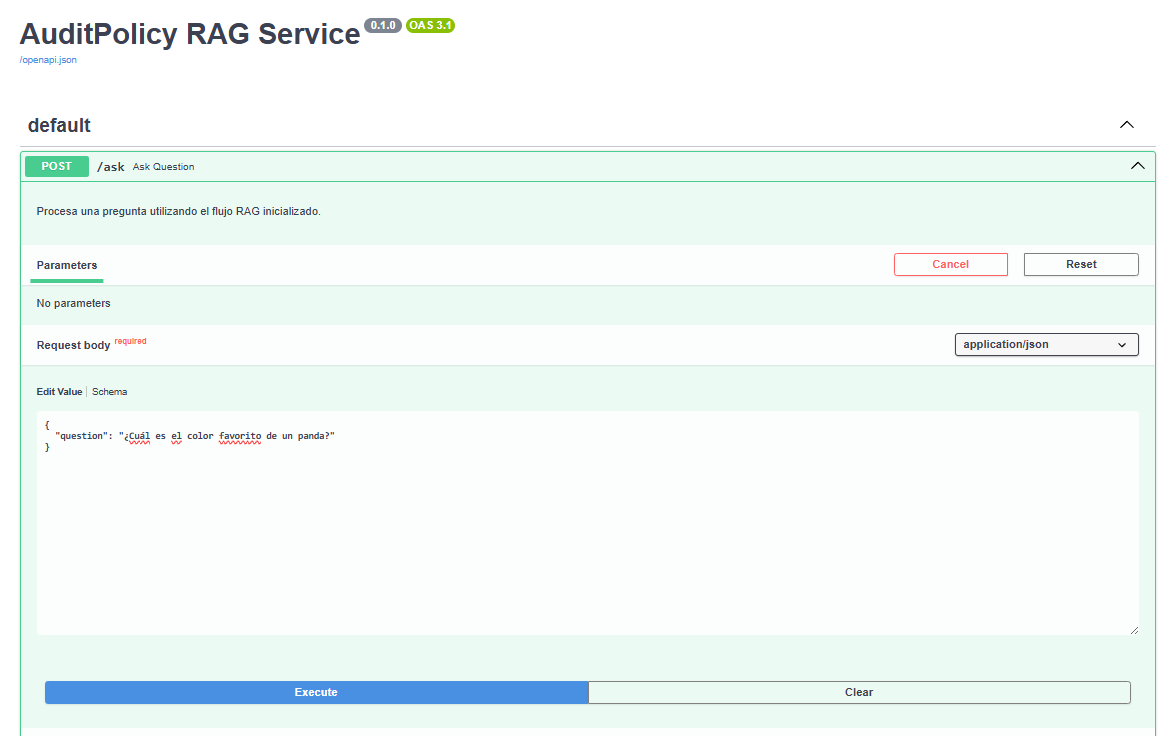 AuditPolicy RAG Service 0.1.0 OAS 3.1
/openapi.json
default
POST /ask Ask Question
Procesa una pregunta utilizando el flujo RAG inicializado.
Parameters Cancel Reset
No parameters
Request body required application/json
Edit Value Schema
{
"question": "¿Cuál es el color favorito de un panda?"
}
Execute Clear